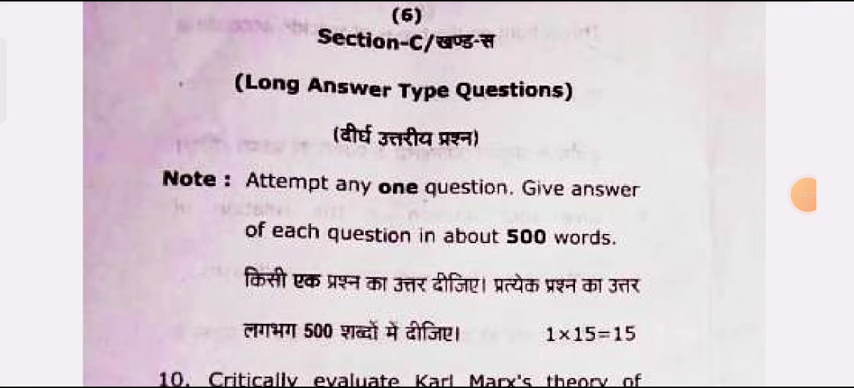 (6)
Section-C/खण्ड-स
(Long Answer Type Questions)
(दीर्घ उत्तरीय प्रश्न)
Note : Attempt any one question. Give answer
of each question in about 500 words.
किसी एक प्रश्न का उत्तर दीजिए। प्रत्येक प्रश्न का उत्तर
लगभग 500 शब्दों में दीजिए। 1×15=15
10. Critically evaluate Karl Marx's theory of